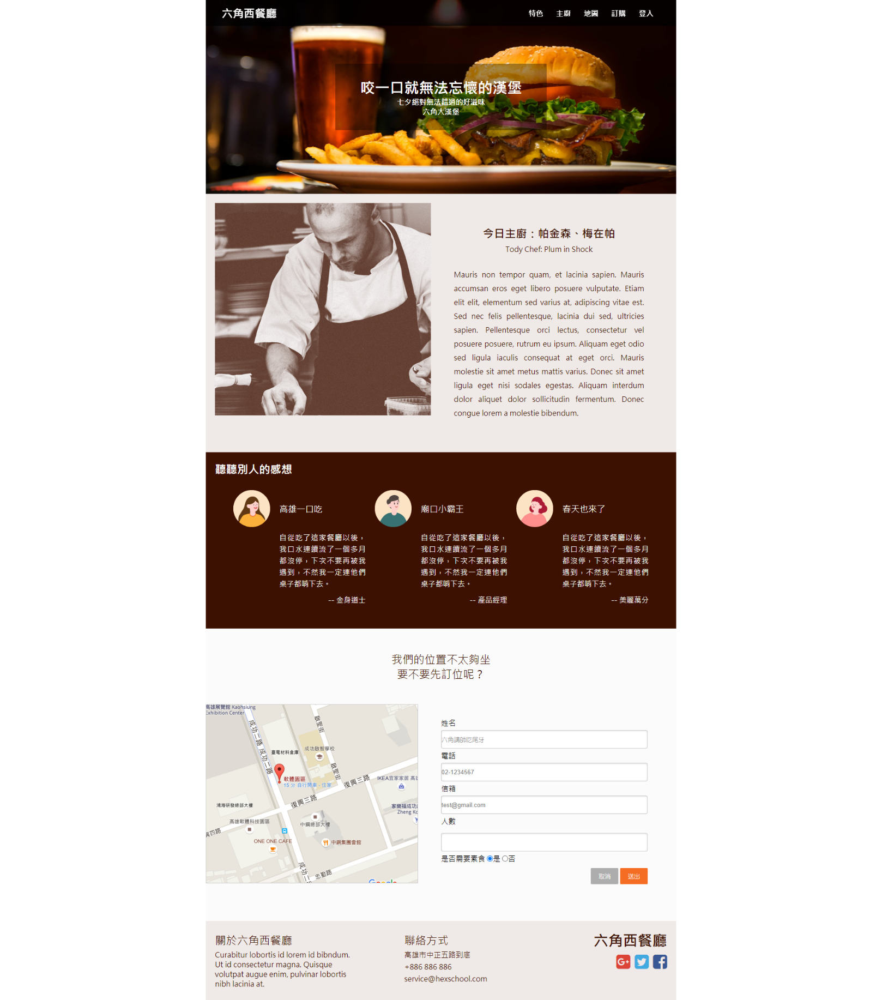 六角西餐廳
特色 主廚 地圖 訂購 登入
咬一口就無法忘懷的漢堡
七夕絕對無法錯過的好滋味
六角大漢堡
今日主廚：帕金森、梅在帕
Tody Chef: Plum in Shock
Mauris non tempor quam, et lacinia sapien. Mauris
accumsan eros eget libero posuere vulputate. Etiam
elit elit, elementum sed varius at, adipiscing vitae est.
Sed nec felis pellentesque, lacinia dui sed, ultricies
sapien. Pellentesque orci lectus, consectetur vel
posuere posuere, rutrum eu ipsum. Aliquam eget odio
sed ligula iaculis consequat at eget orci. Mauris
molestie sit amet metus mattis varius. Donec sit amet
ligula eget nisi sodales egestas. Aliquam interdum
dolor aliquet dolor sollicitudin fermentum. Donec
congue lorem a molestie bibendum.
聽聽別人的感想
高雄一口吃
自從吃了這家餐廳以後，
我口水連續流了一個多月
都沒停，下次不要再被我
遇到，不然我一定連他們
桌子都啃下去。
-- 金身道士
廟口小霸王
自從吃了這家餐廳以後，
我口水連續流了一個多月
都沒停，下次不要再被我
遇到，不然我一定連他們
桌子都啃下去。
-- 產品經理
春天也來了
自從吃了這家餐廳以後，
我口水連續流了一個多月
都沒停，下次不要再被我
遇到，不然我一定連他們
桌子都啃下去。
-- 美麗萬分
我們的位置不太夠坐
要不要先訂位呢？
高雄展覽館 Kaohsiung
Exhibition Center
成功二路
成功二路
啟聖街
成功啟智學校
臺電材料倉庫
啟聖街
軟體園區
15 分 自行開車 - 住家
復興三路
IKEA宜家家居
復興三路
鴻海研發總部大樓
家樂福成功
Zheng
高雄軟體科技園區
中鋼總部大樓
四路
ONE ONE CAFE
中鋼集團會館
成功二
忠勤路
Google
姓名
六角講師吃尾牙
電話
02-1234567
信箱
test@gmail.com
人數
是否需要素食 是 否
取消 送出
關於六角西餐廳
Curabitur lobortis id lorem id bibndum.
Ut id consectetur magna. Quisque
volutpat augue enim, pulvinar lobortis
nibh lacinia at.
聯絡方式
高雄市中正五路到底
+886 886 886
service@hexschool.com
六角西餐廳